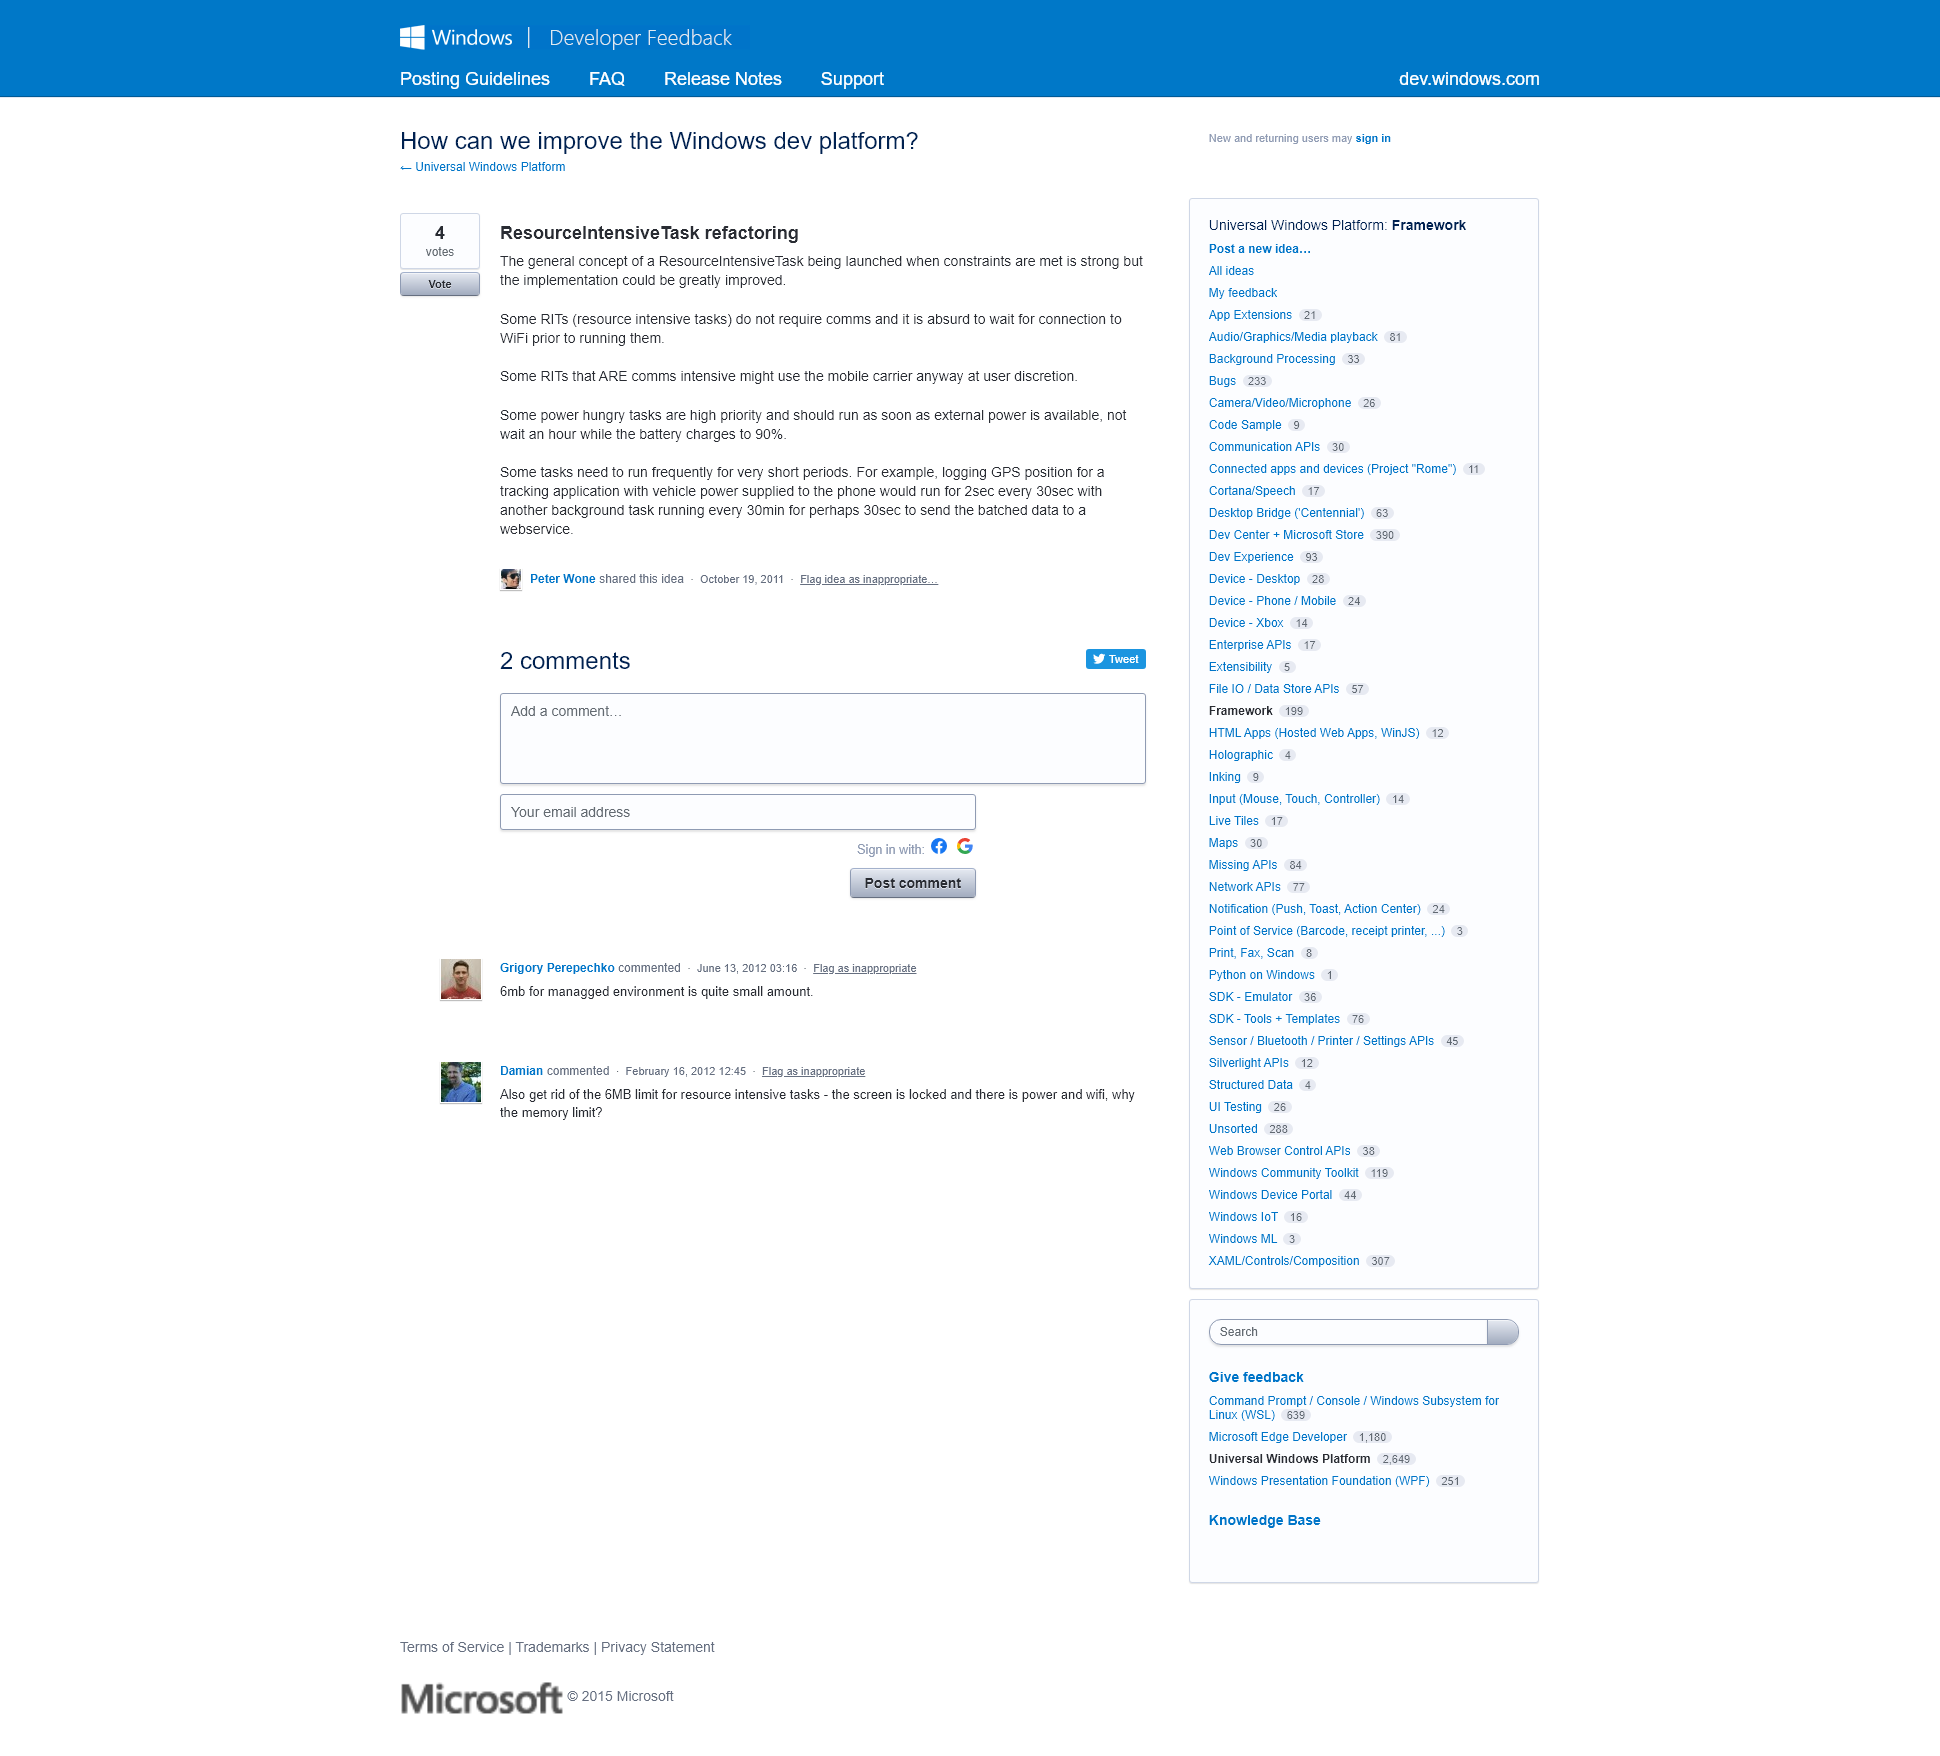 Windows | Developer Feedback
Posting Guidelines FAQ Release Notes Support dev.windows.com
How can we improve the Windows dev platform?
← Universal Windows Platform
New and returning users may sign in
4
votes
Vote
ResourceIntensiveTask refactoring
The general concept of a ResourceIntensiveTask being launched when constraints are met is strong but
the implementation could be greatly improved.
Some RITs (resource intensive tasks) do not require comms and it is absurd to wait for connection to
WiFi prior to running them.
Some RITs that ARE comms intensive might use the mobile carrier anyway at user discretion.
Some power hungry tasks are high priority and should run as soon as external power is available, not
wait an hour while the battery charges to 90%.
Some tasks need to run frequently for very short periods. For example, logging GPS position for a
tracking application with vehicle power supplied to the phone would run for 2sec every 30sec with
another background task running every 30min for perhaps 30sec to send the batched data to a
webservice.
Peter Wone shared this idea · October 19, 2011 · Flag idea as inappropriate…
2 comments
Tweet
Add a comment…
Your email address
Sign in with:
Post comment
Grigory Perepechko commented · June 13, 2012 03:16 · Flag as inappropriate
6mb for managged environment is quite small amount.
Damian commented · February 16, 2012 12:45 · Flag as inappropriate
Also get rid of the 6MB limit for resource intensive tasks - the screen is locked and there is power and wifi, why
the memory limit?
Universal Windows Platform: Framework
Post a new idea…
All ideas
My feedback
App Extensions 21
Audio/Graphics/Media playback 81
Background Processing 33
Bugs 233
Camera/Video/Microphone 26
Code Sample 9
Communication APIs 30
Connected apps and devices (Project "Rome") 11
Cortana/Speech 17
Desktop Bridge ('Centennial') 63
Dev Center + Microsoft Store 390
Dev Experience 93
Device - Desktop 28
Device - Phone / Mobile 24
Device - Xbox 14
Enterprise APIs 17
Extensibility 5
File IO / Data Store APIs 57
Framework 199
HTML Apps (Hosted Web Apps, WinJS) 12
Holographic 4
Inking 9
Input (Mouse, Touch, Controller) 14
Live Tiles 17
Maps 30
Missing APIs 84
Network APIs 77
Notification (Push, Toast, Action Center) 24
Point of Service (Barcode, receipt printer, ...) 3
Print, Fax, Scan 8
Python on Windows 1
SDK - Emulator 36
SDK - Tools + Templates 76
Sensor / Bluetooth / Printer / Settings APIs 45
Silverlight APIs 12
Structured Data 4
UI Testing 26
Unsorted 288
Web Browser Control APIs 38
Windows Community Toolkit 119
Windows Device Portal 44
Windows IoT 16
Windows ML 3
XAML/Controls/Composition 307
Search
Give feedback
Command Prompt / Console / Windows Subsystem for
Linux (WSL) 639
Microsoft Edge Developer 1,180
Universal Windows Platform 2,649
Windows Presentation Foundation (WPF) 251
Knowledge Base
Terms of Service | Trademarks | Privacy Statement
Microsoft © 2015 Microsoft